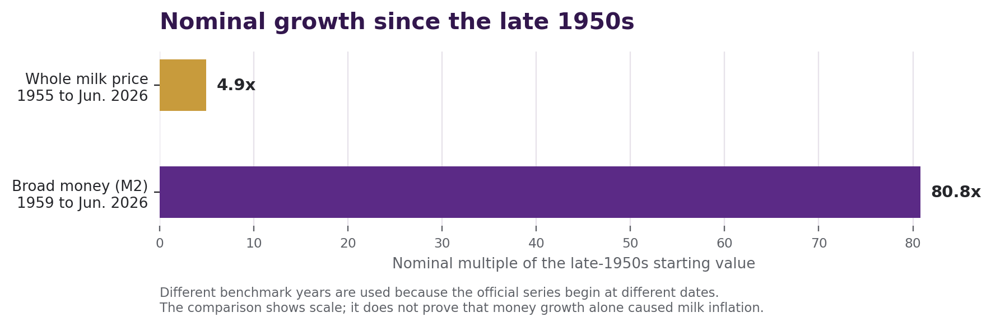 Nominal growth since the late 1950s
Whole milk price
1955 to Jun. 2026
4.9x
Broad money (M2)
1959 to Jun. 2026
80.8x
0 10 20 30 40 50 60 70 80
Nominal multiple of the late-1950s starting value
Different benchmark years are used because the official series begin at different dates.
The comparison shows scale; it does not prove that money growth alone caused milk inflation.